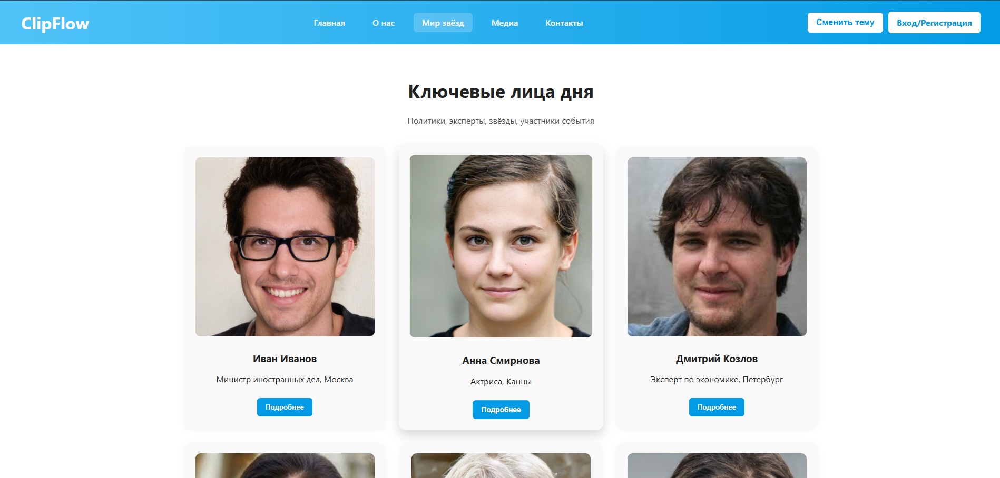 ClipFlow
Главная
О нас
Мир звёзд
Медиа
Контакты
Сменить тему
Вход/Регистрация
Ключевые лица дня
Политики, эксперты, звёзды, участники события
Иван Иванов
Министр иностранных дел, Москва
Подробнее
Анна Смирнова
Актриса, Канны
Подробнее
Дмитрий Козлов
Эксперт по экономике, Петербург
Подробнее